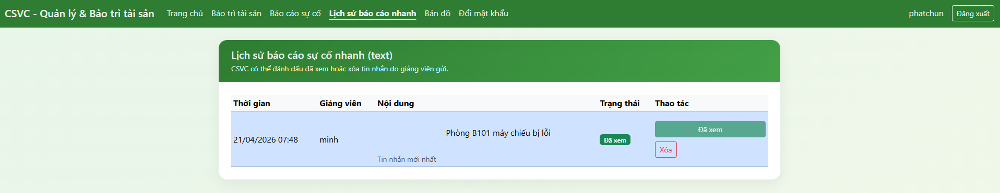 CSVC - Quản lý & Bảo trì tài sản Trang chủ Bảo trì tài sản Báo cáo sự cố Lịch sử báo cáo nhanh Bản đồ Đổi mật khẩu phatchun Đăng xuất
Lịch sử báo cáo sự cố nhanh (text)
CSVC có thể đánh dấu đã xem hoặc xóa tin nhắn do giảng viên gửi.
Thời gian Giảng viên Nội dung Trạng thái Thao tác
21/04/2026 07:48 minh Phòng B101 máy chiếu bị lỗi Đã xem Đã xem
Tin nhắn mới nhất Xóa